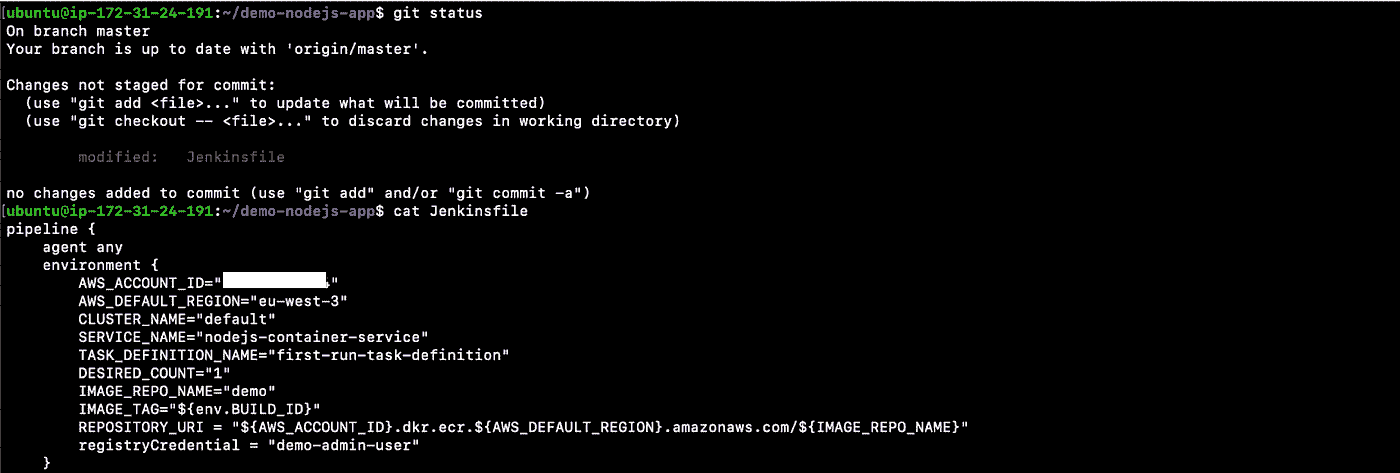 [ubuntu@ip-172-31-24-191:~/demo-nodejs-app$ git status
On branch master
Your branch is up to date with 'origin/master'.
Changes not staged for commit:
  (use "git add <file>..." to update what will be committed)
  (use "git checkout -- <file>..." to discard changes in working directory)
        modified:   Jenkinsfile
no changes added to commit (use "git add" and/or "git commit -a")
[ubuntu@ip-172-31-24-191:~/demo-nodejs-app$ cat Jenkinsfile
pipeline {
    agent any
    environment {
        AWS_ACCOUNT_ID=""
        AWS_DEFAULT_REGION="eu-west-3"
        CLUSTER_NAME="default"
        SERVICE_NAME="nodejs-container-service"
        TASK_DEFINITION_NAME="first-run-task-definition"
        DESIRED_COUNT="1"
        IMAGE_REPO_NAME="demo"
        IMAGE_TAG="${env.BUILD_ID}"
        REPOSITORY_URI = "${AWS_ACCOUNT_ID}.dkr.ecr.${AWS_DEFAULT_REGION}.amazonaws.com/${IMAGE_REPO_NAME}"
        registryCredential = "demo-admin-user"
    }